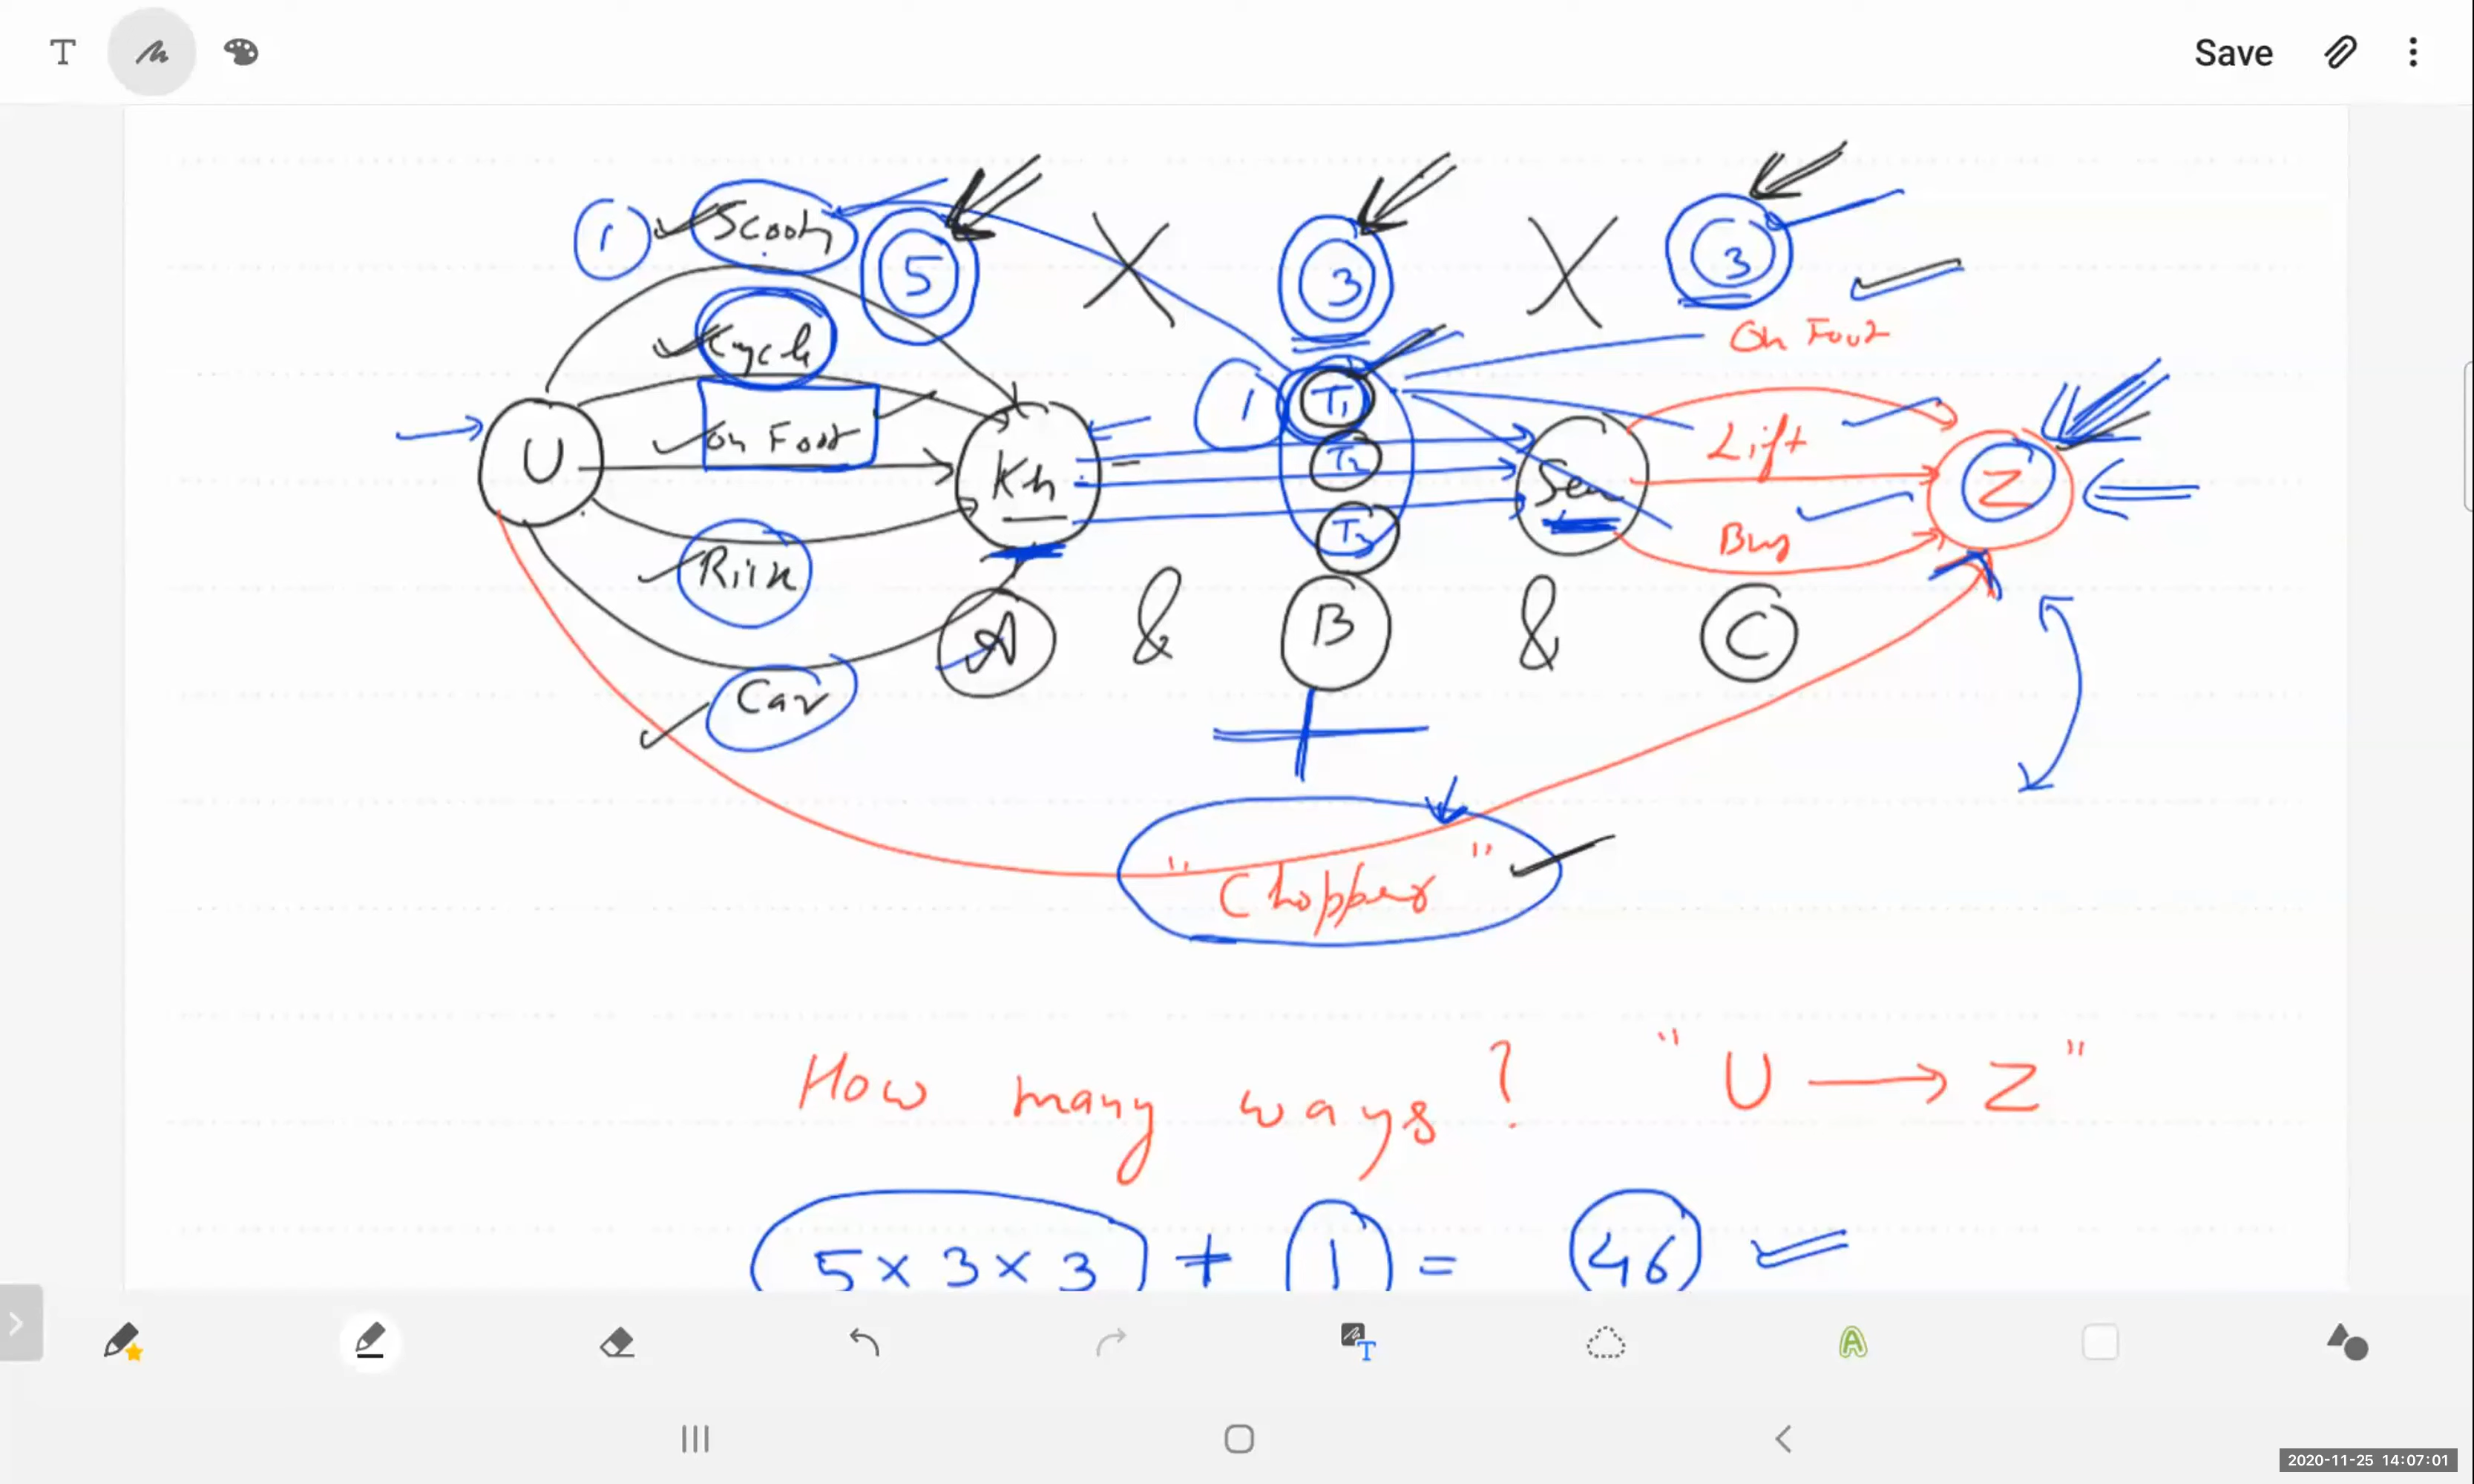 T Save
1 Scooty 5 X 3 X 3
Cycle On Foot
1 T1
On Foot Lift
U Kh T2 Sea Z
T3 Bus
Rik A & B & C
Car
+
" Chopper "
How many ways ? " U → Z "
5 × 3 × 3 + 1 = 46
T A
2020-11-25 14:07:01